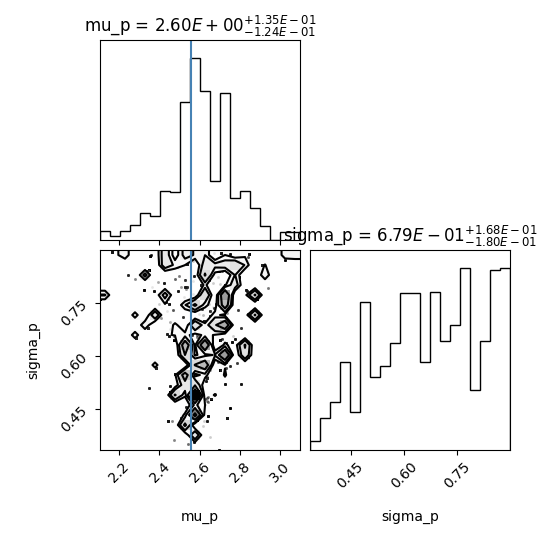 mu_p = 2.60E + 00+1.35E − 01 −1.24E − 01
sigma_p = 6.79E − 01+1.68E − 01 −1.80E − 01
sigma_p
0.75
0.60
0.45
2.2 2.4 2.6 2.8 3.0
0.45 0.60 0.75
mu_p
sigma_p